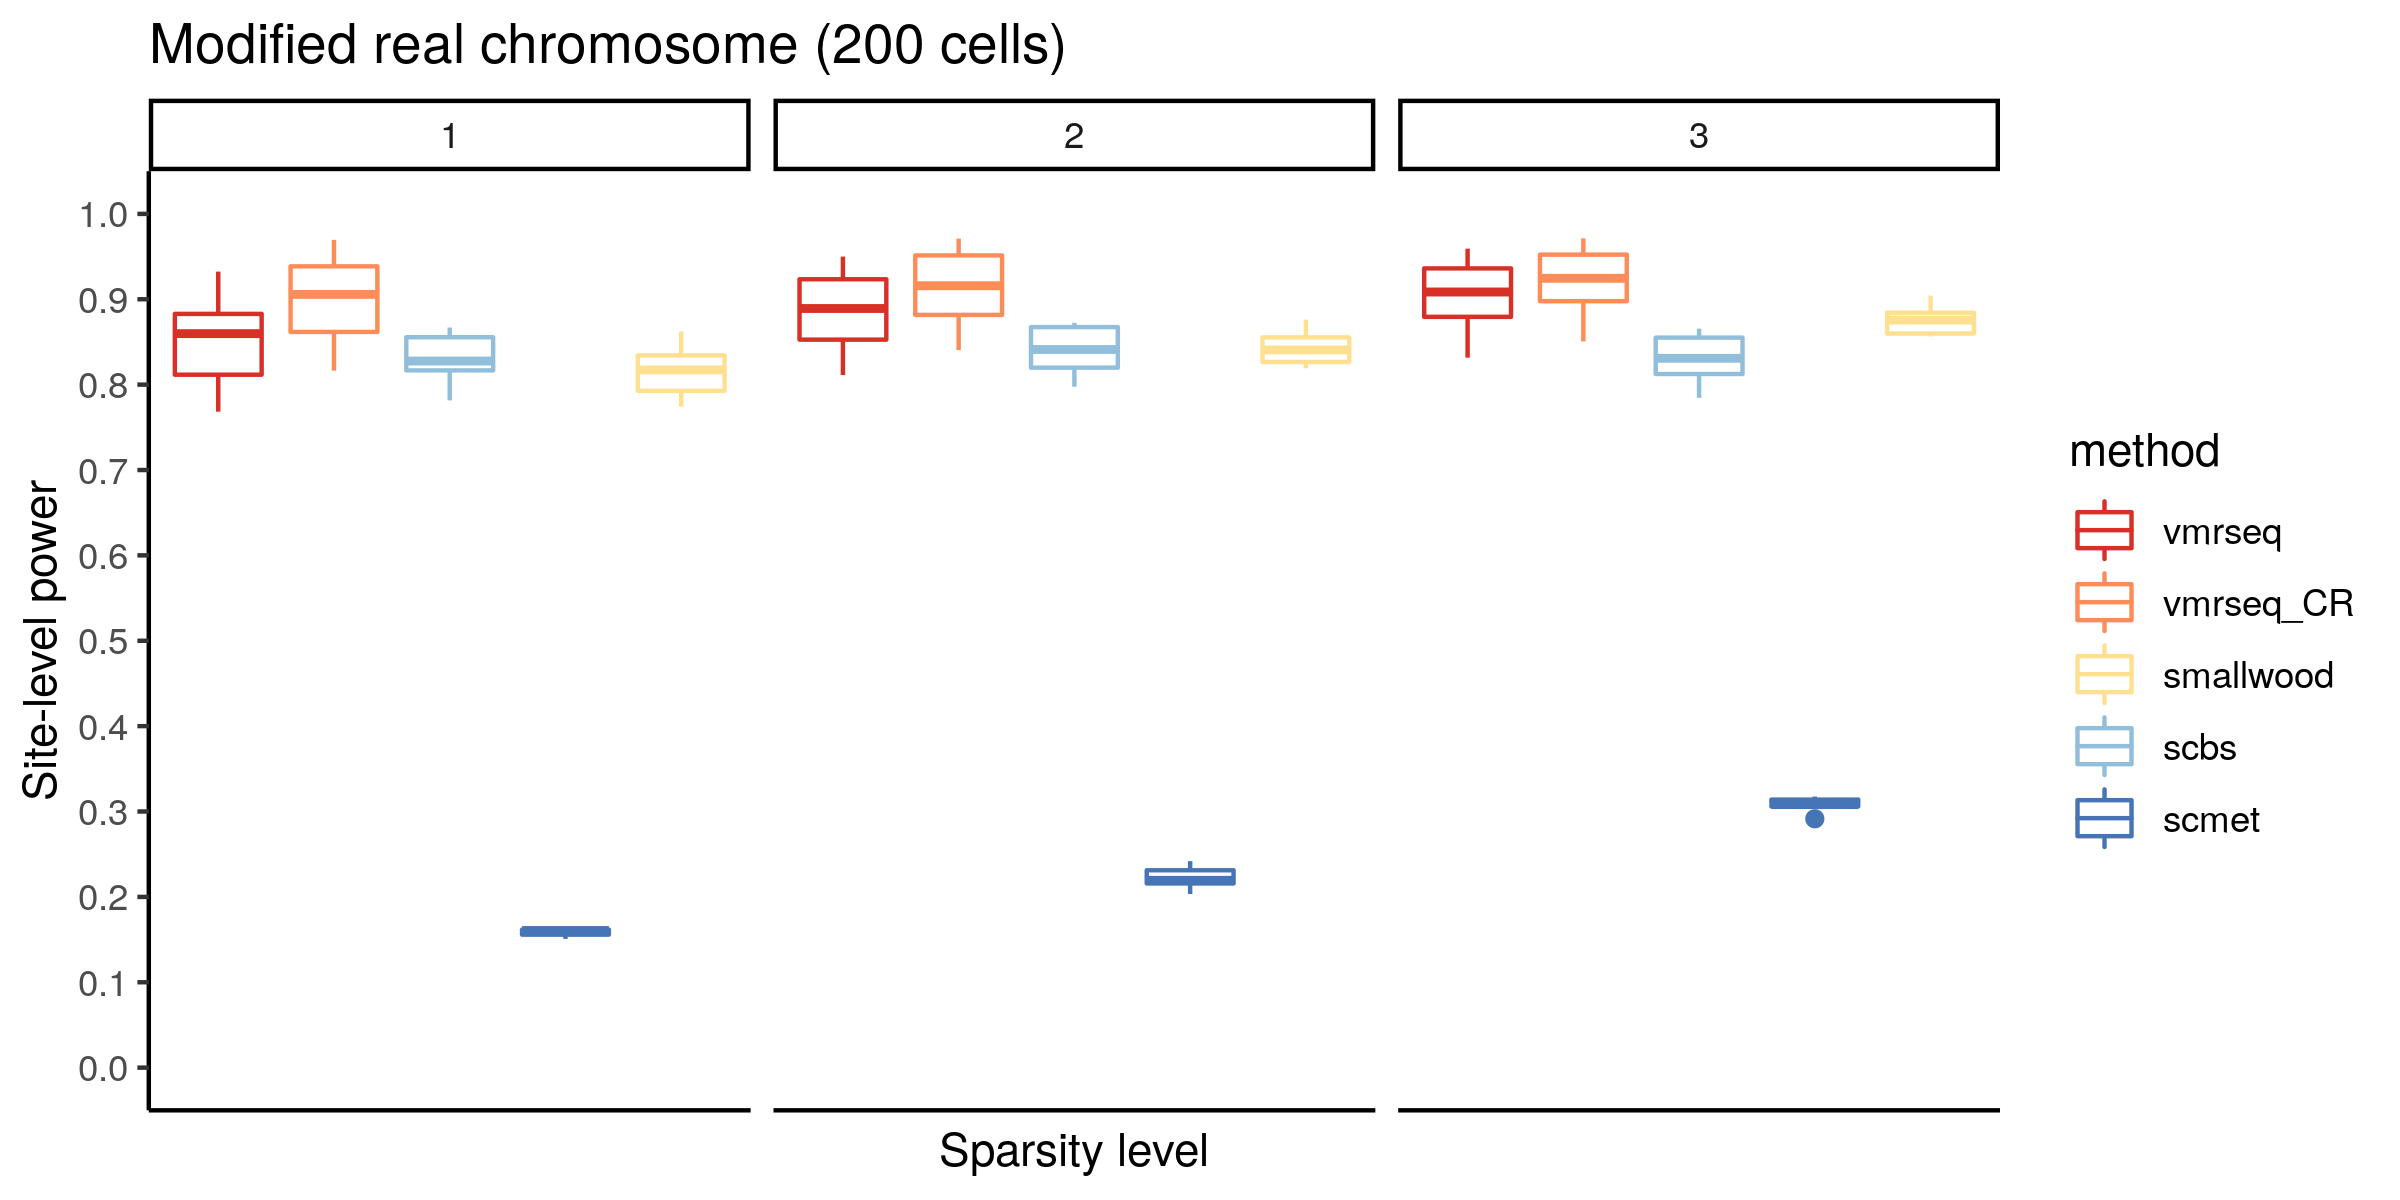 Modified real chromosome (200 cells)
1
2
3
Site-level power
1.0
0.9
0.8
0.7
0.6
0.5
0.4
0.3
0.2
0.1
0.0
Sparsity level
method
vmrseq
vmrseq_CR
smallwood
scbs
scmet